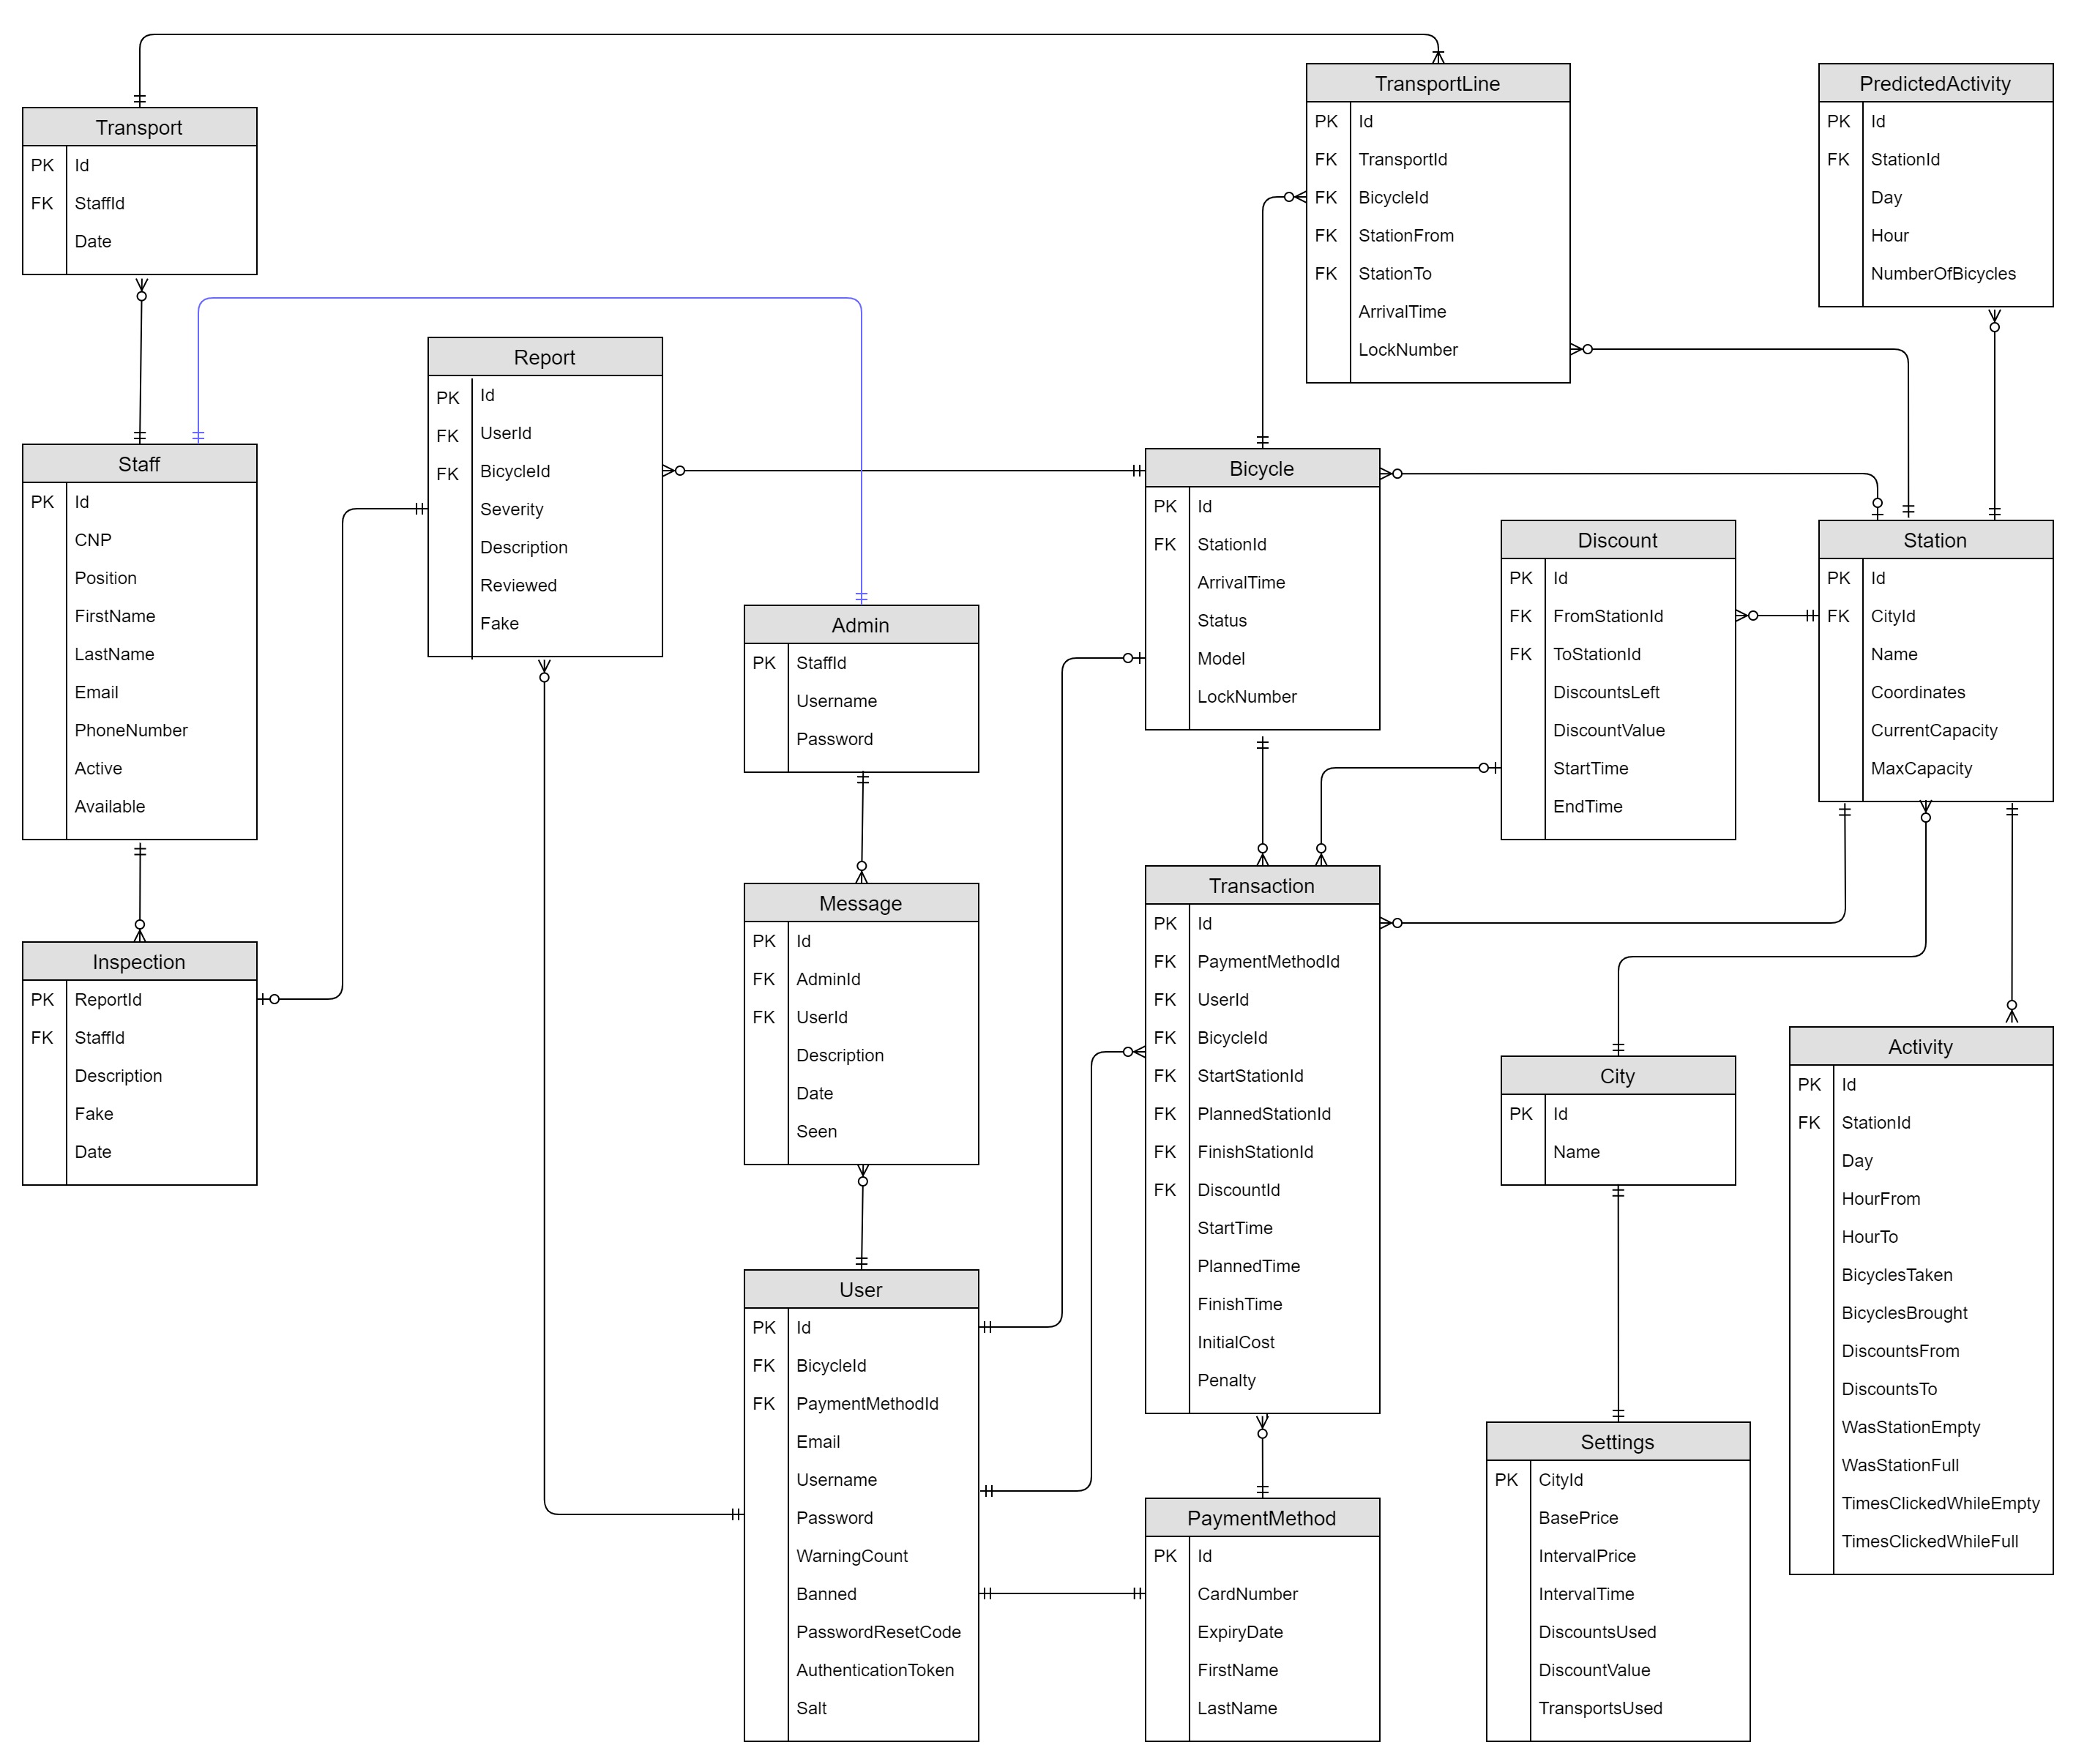 Transport
PK Id
FK StaffId
Date
TransportLine
PK Id
FK TransportId
FK BicycleId
FK StationFrom
FK StationTo
ArrivalTime
LockNumber
PredictedActivity
PK Id
FK StationId
Day
Hour
NumberOfBicycles
Staff
PK Id
CNP
Position
FirstName
LastName
Email
PhoneNumber
Active
Available
Report
PK Id
FK UserId
FK BicycleId
Severity
Description
Reviewed
Fake
Admin
PK StaffId
Username
Password
Bicycle
PK Id
FK StationId
ArrivalTime
Status
Model
LockNumber
Discount
PK Id
FK FromStationId
FK ToStationId
DiscountsLeft
DiscountValue
StartTime
EndTime
Station
PK Id
FK CityId
Name
Coordinates
CurrentCapacity
MaxCapacity
Inspection
PK ReportId
FK StaffId
Description
Fake
Date
Message
PK Id
FK AdminId
FK UserId
Description
Date
Seen
Transaction
PK Id
FK PaymentMethodId
FK UserId
FK BicycleId
FK StartStationId
FK PlannedStationId
FK FinishStationId
FK DiscountId
StartTime
PlannedTime
FinishTime
InitialCost
Penalty
City
PK Id
Name
Activity
PK Id
FK StationId
Day
HourFrom
HourTo
BicyclesTaken
BicyclesBrought
DiscountsFrom
DiscountsTo
WasStationEmpty
WasStationFull
TimesClickedWhileEmpty
TimesClickedWhileFull
User
PK Id
FK BicycleId
FK PaymentMethodId
Email
Username
Password
WarningCount
Banned
PasswordResetCode
AuthenticationToken
Salt
PaymentMethod
PK Id
CardNumber
ExpiryDate
FirstName
LastName
Settings
PK CityId
BasePrice
IntervalPrice
IntervalTime
DiscountsUsed
DiscountValue
TransportsUsed